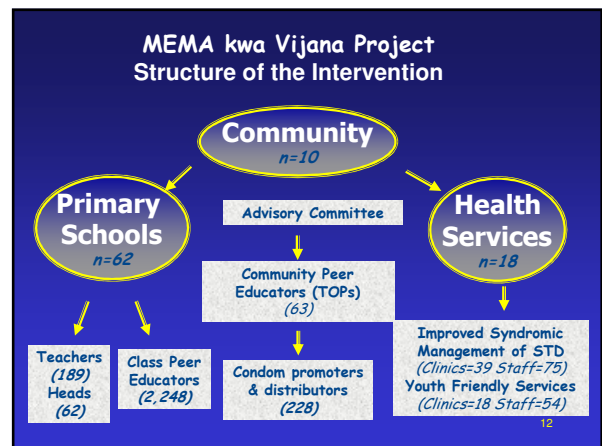 MEMA kwa Vijana Project
Structure of the Intervention
Community
n=10
Primary
Schools
n=62
Advisory Committee
Health
Services
n=18
Community Peer
Educators (TOPs)
(63)
Teachers
(189)
Heads
(62)
Class Peer
Educators
(2,248)
Condom promoters
& distributors
(228)
Improved Syndromic
Management of STD
(Clinics=39 Staff=75)
Youth Friendly Services
(Clinics=18 Staff=54)
12